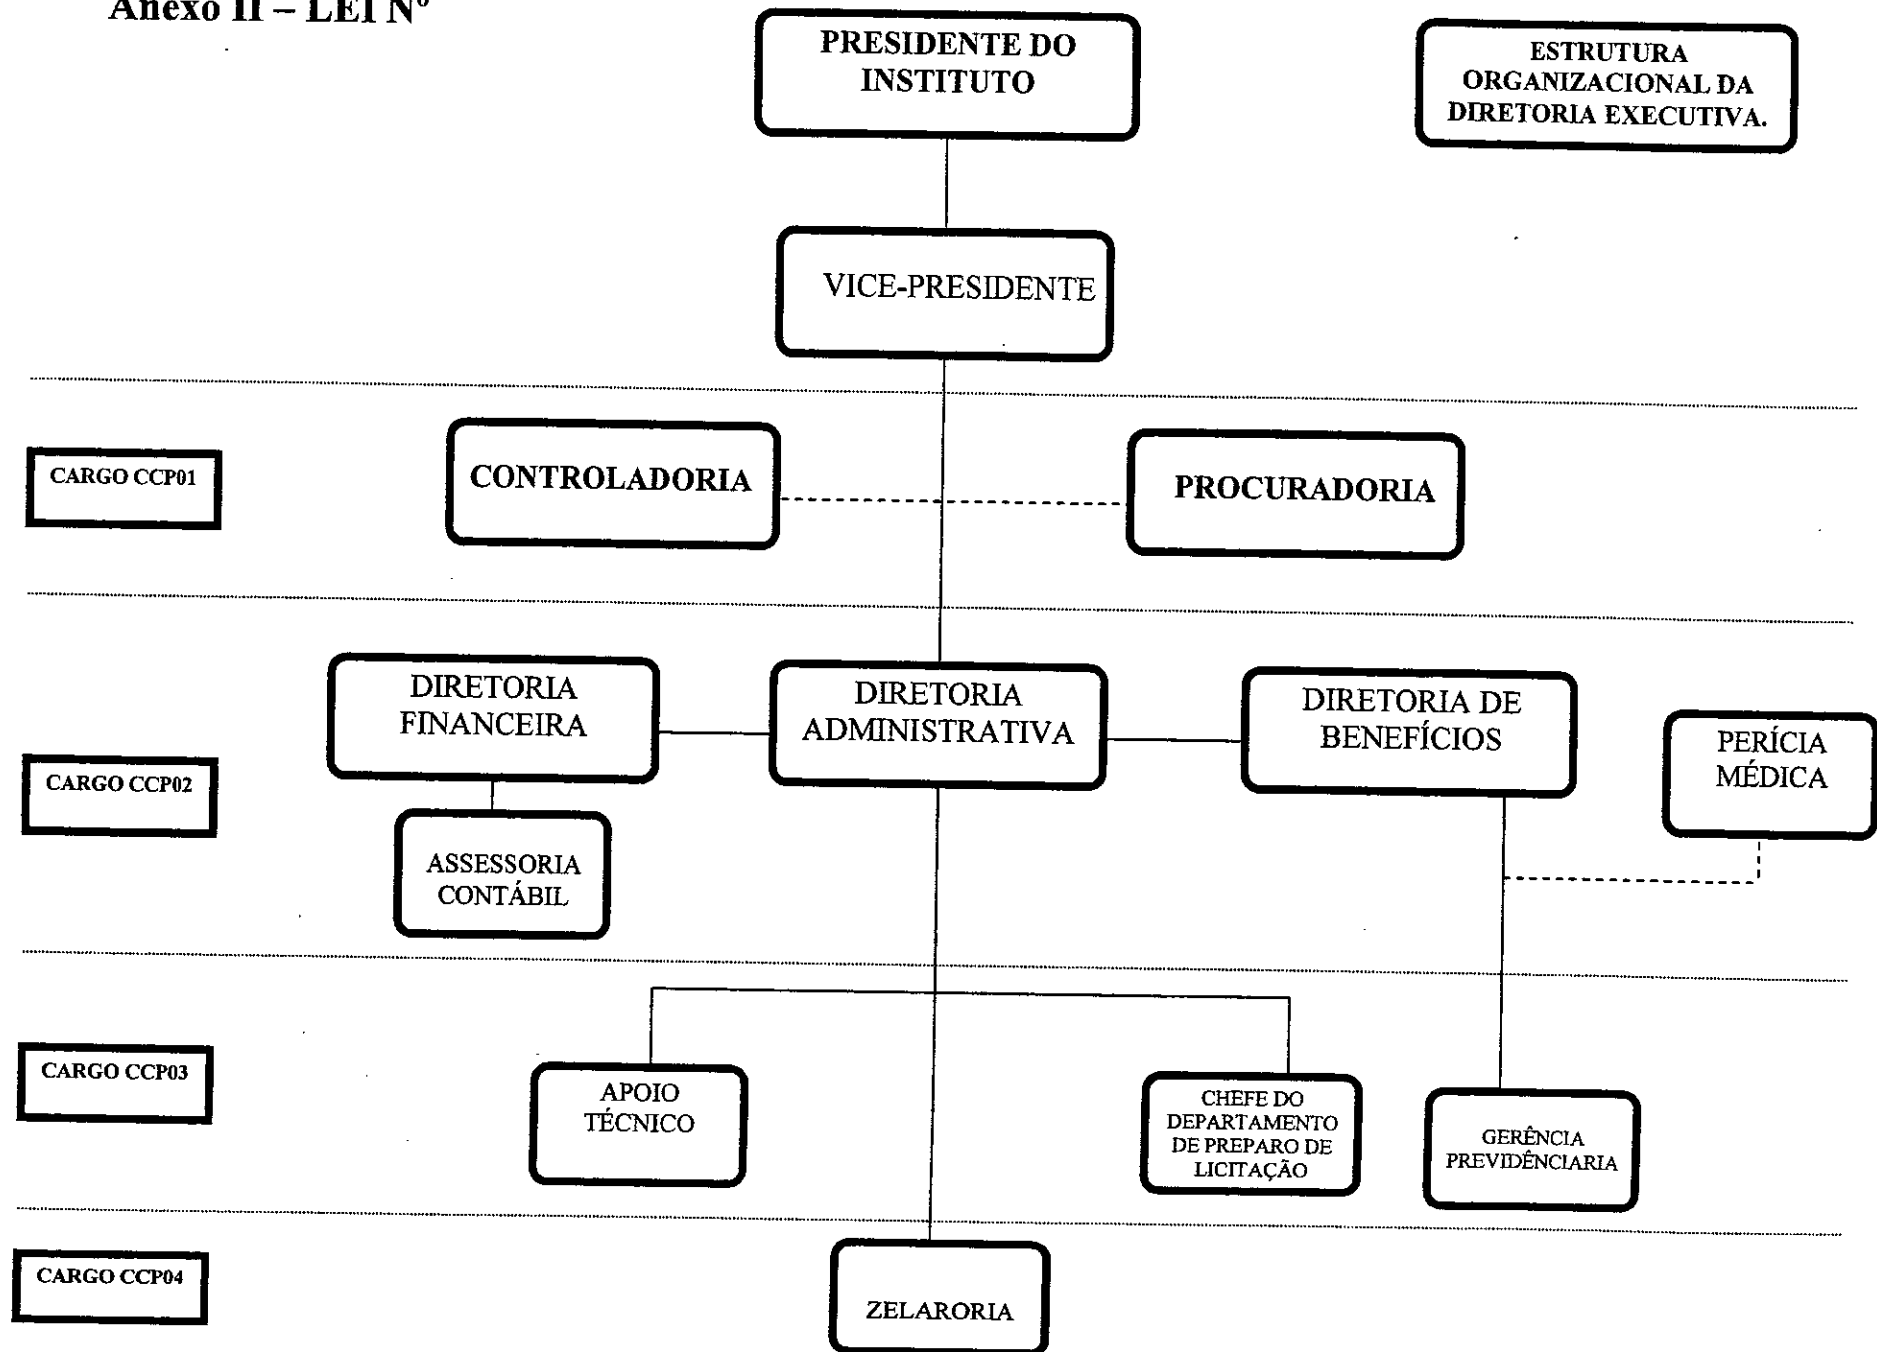 Anexo II – LEI Nº
PRESIDENTE DO
INSTITUTO
ESTRUTURA
ORGANIZACIONAL DA
DIRETORIA EXECUTIVA.
VICE-PRESIDENTE
CARGO CCP01
CONTROLADORIA
PROCURADORIA
CARGO CCP02
DIRETORIA
FINANCEIRA
DIRETORIA
ADMINISTRATIVA
DIRETORIA DE
BENEFÍCIOS
PERÍCIA
MÉDICA
ASSESSORIA
CONTÁBIL
CARGO CCP03
APOIO
TÉCNICO
CHEFE DO
DEPARTAMENTO
DE PREPARO DE
LICITAÇÃO
GERÊNCIA
PREVIDÊNCIARIA
CARGO CCP04
ZELARORIA